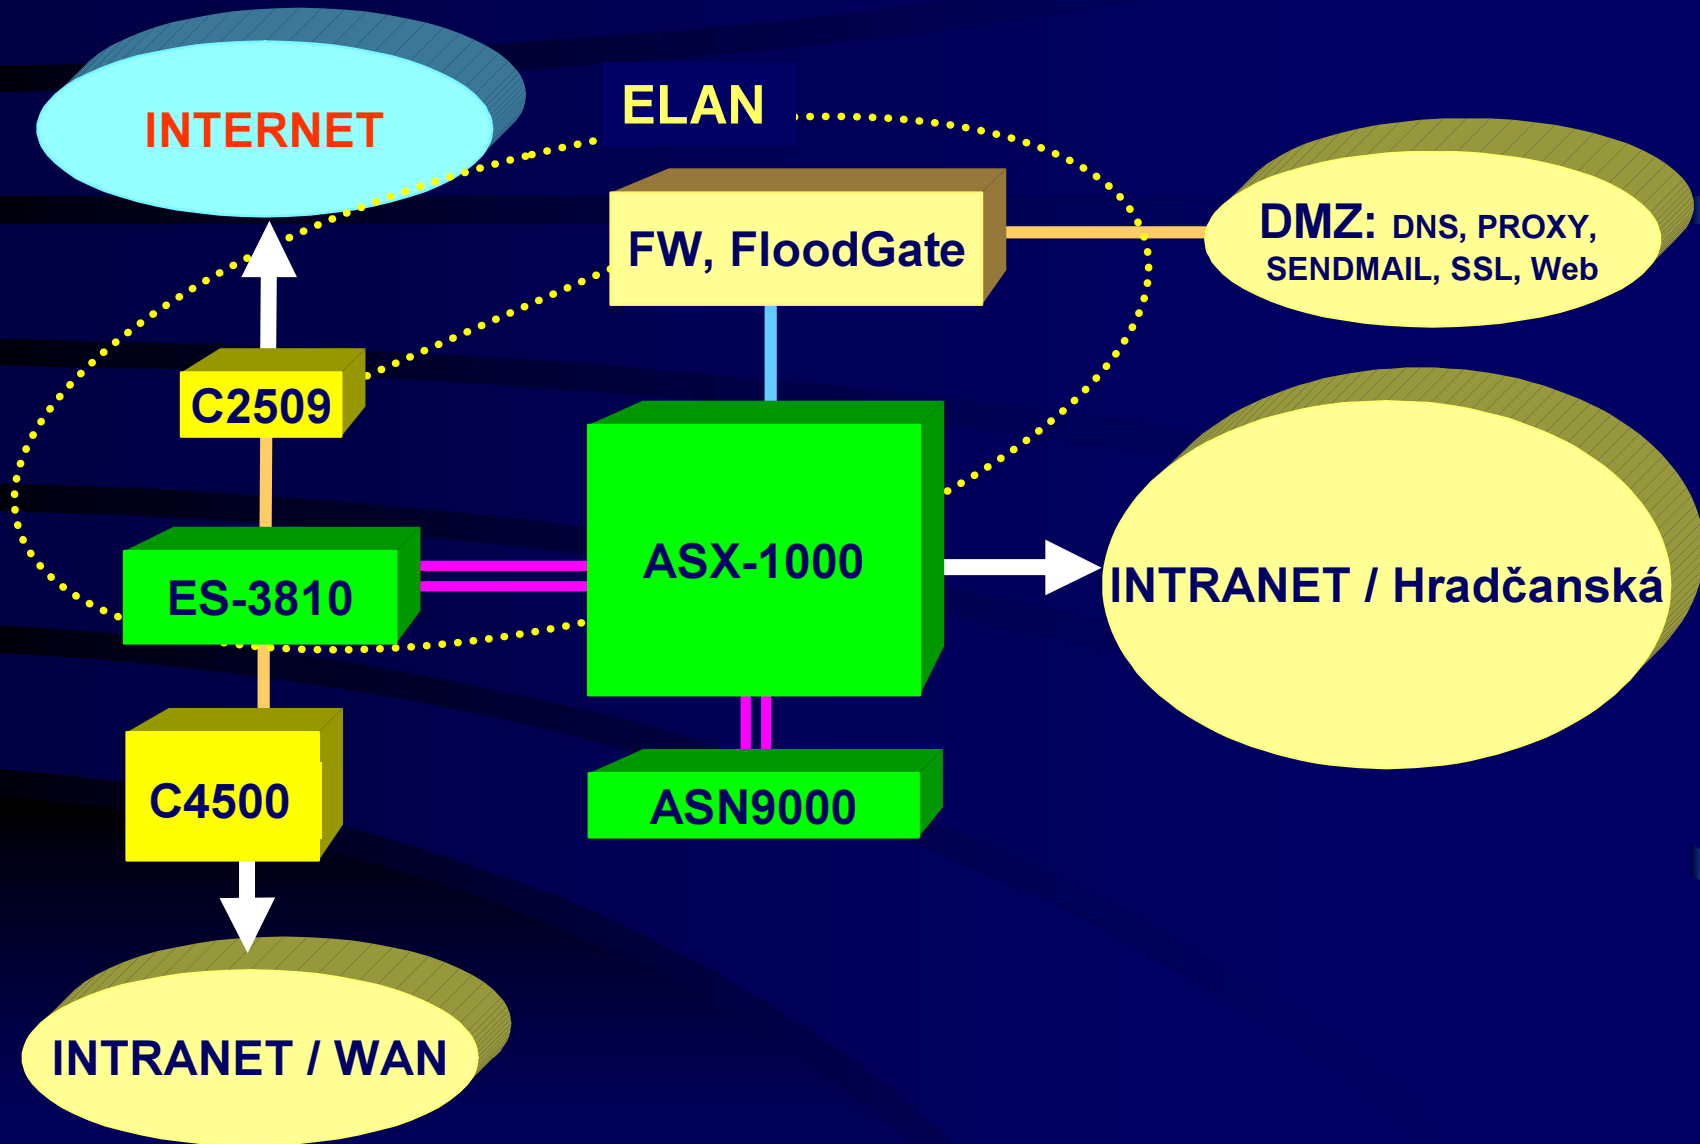 INTERNET
ELAN
FW, FloodGate
DMZ: DNS, PROXY,
SENDMAIL, SSL, Web
C2509
ASX-1000
INTRANET / Hradčanská
ES-3810
C4500
ASN9000
INTRANET / WAN